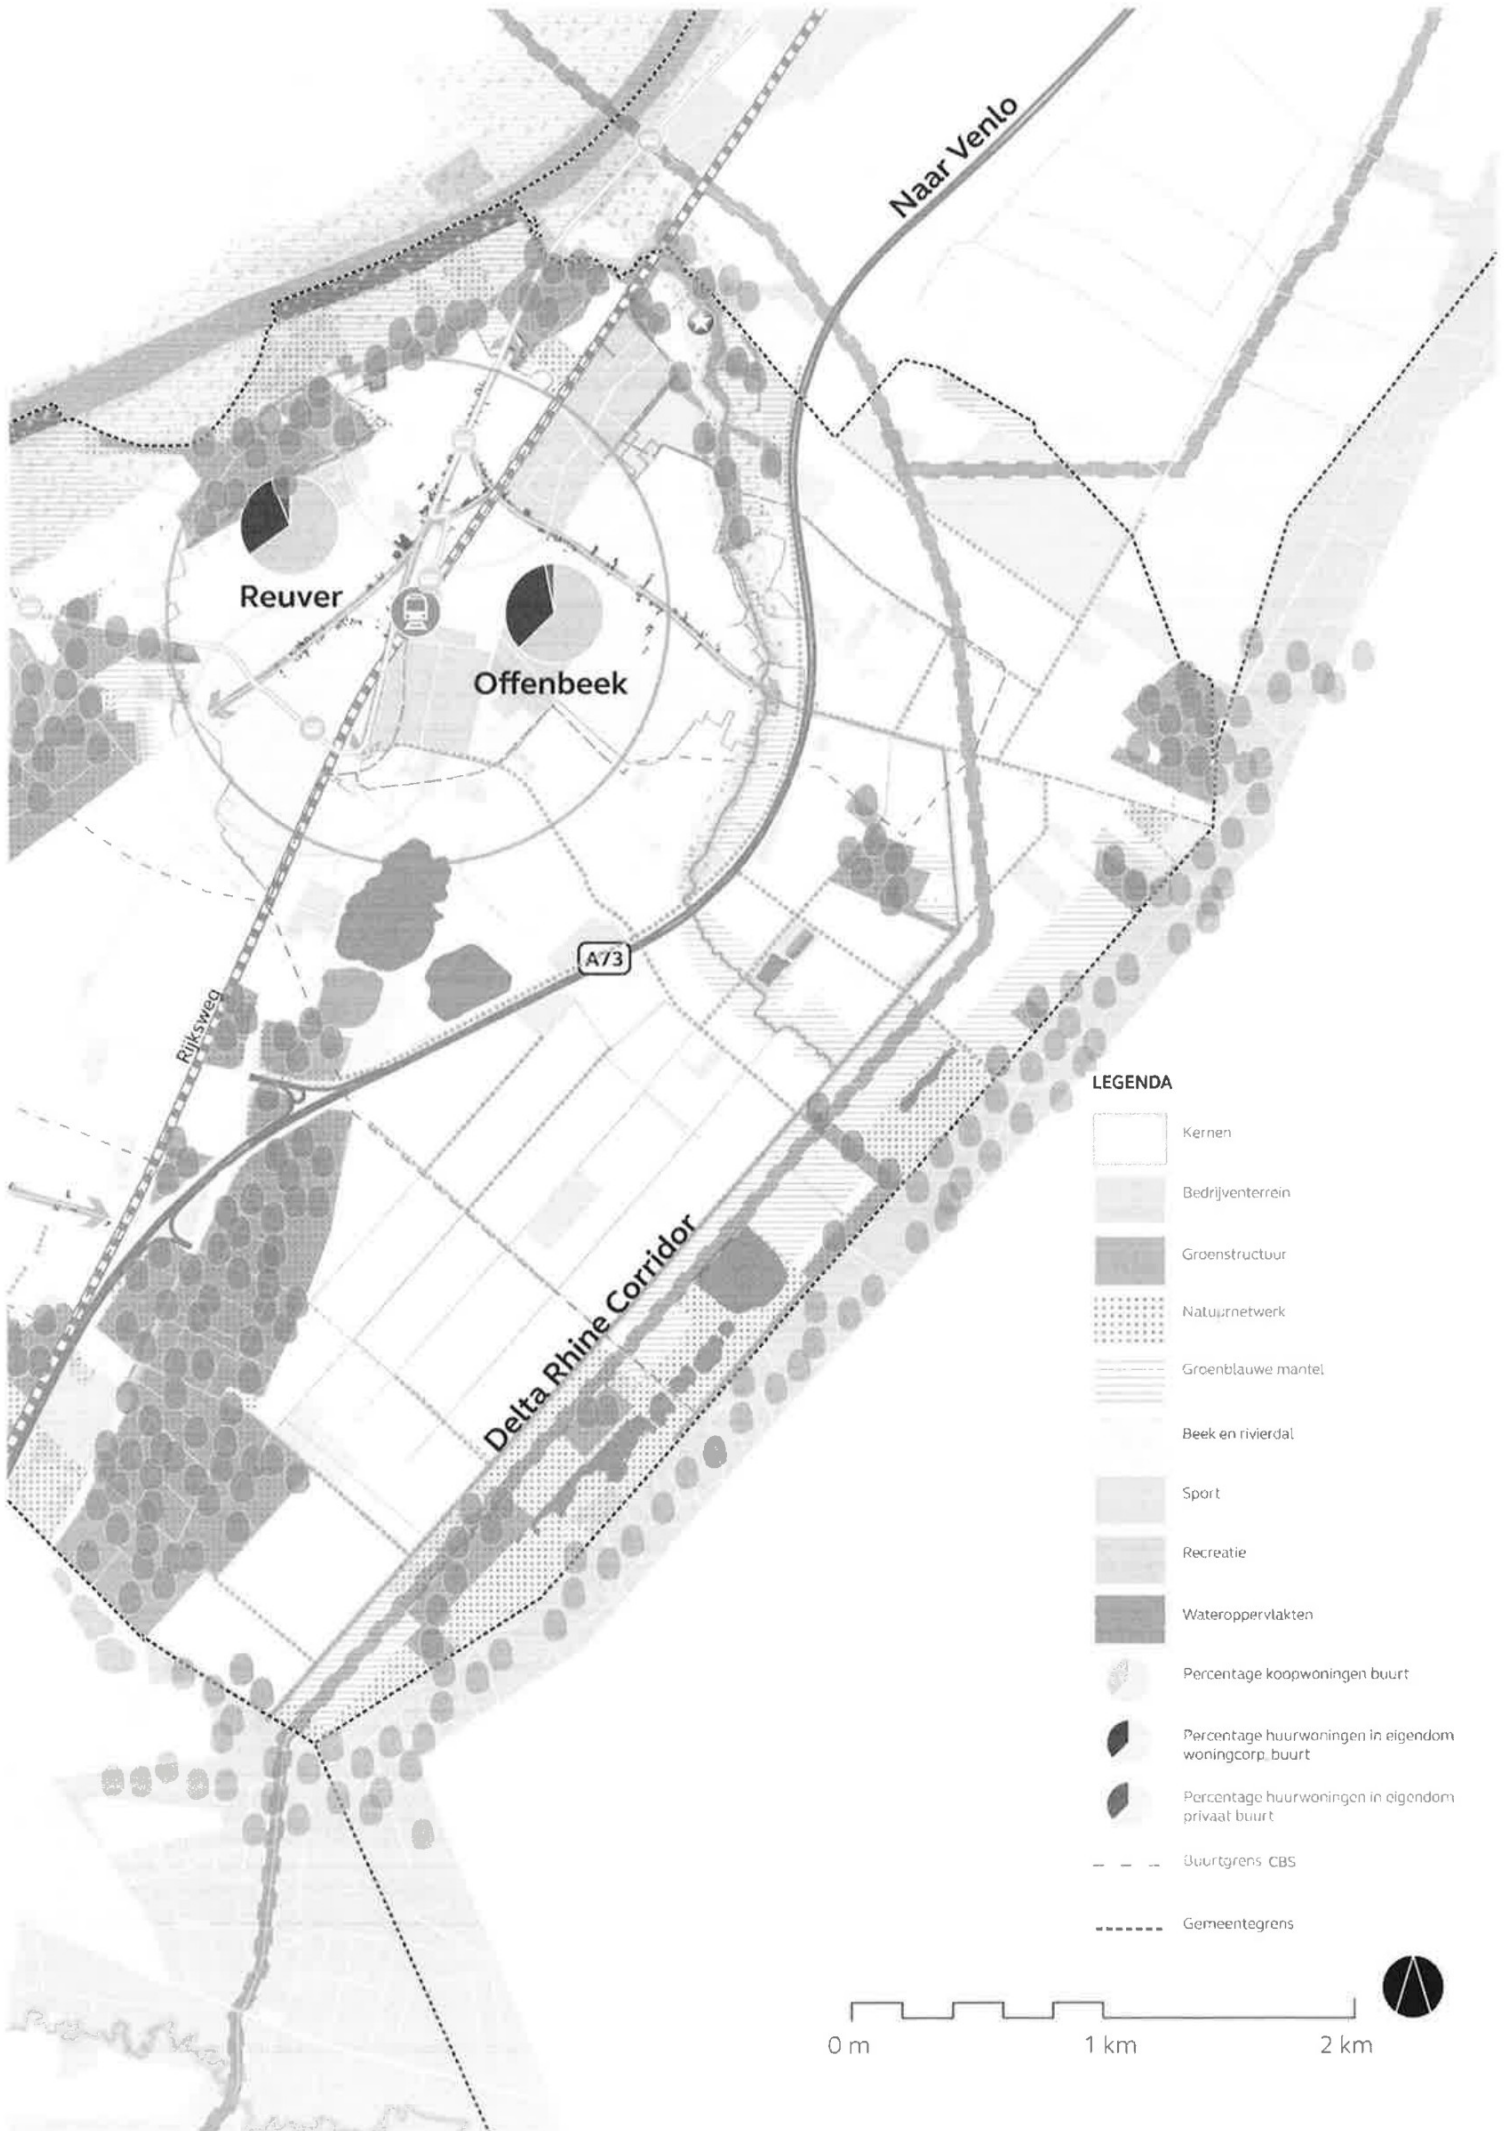 Naar Venlo
Reuver
Offenbeek
A73
Rijksweg
Delta Rhine Corridor
LEGENDA
Kernen
Bedrijventerrein
Groenstructuur
Natuurnetwerk
Groenblauwe mantel
Beek en rivierdal
Sport
Recreatie
Wateroppervlakten
Percentage koopwoningen buurt
Percentage huurwoningen in eigendom
woningcorp. buurt
Percentage huurwoningen in eigendom
privaat buurt
Buurtgrens CBS
Gemeentegrens
0 m
1 km
2 km